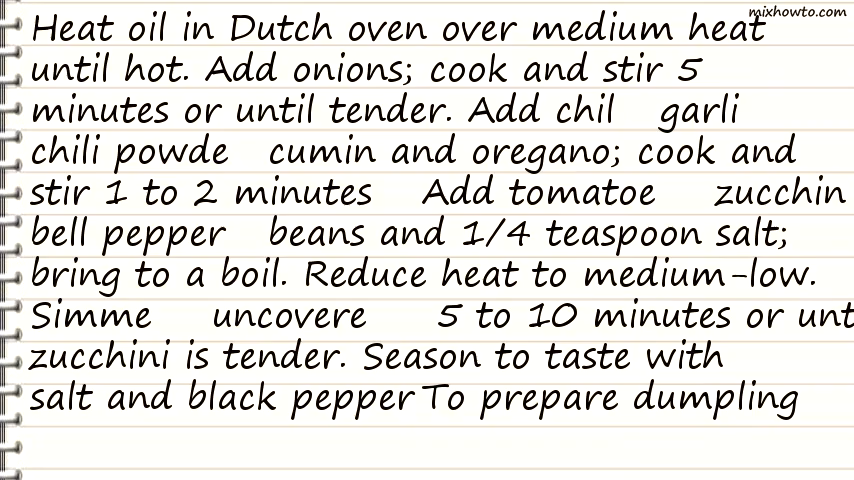 mixhowto.com
Heat oil in Dutch oven over medium heat
until hot. Add onions; cook and stir 5
minutes or until tender. Add chil garli
chili powde cumin and oregano; cook and
stir 1 to 2 minutes Add tomatoe zucchin
bell pepper beans and 1/4 teaspoon salt;
bring to a boil. Reduce heat to medium-low.
Simme uncovere 5 to 10 minutes or unt
zucchini is tender. Season to taste with
salt and black pepper To prepare dumpling